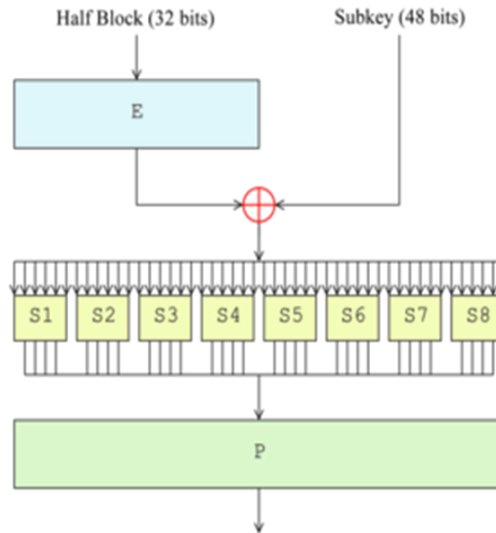 Half Block (32 bits) Subkey (48 bits)
E
S1 S2 S3 S4 S5 S6 S7 S8
P